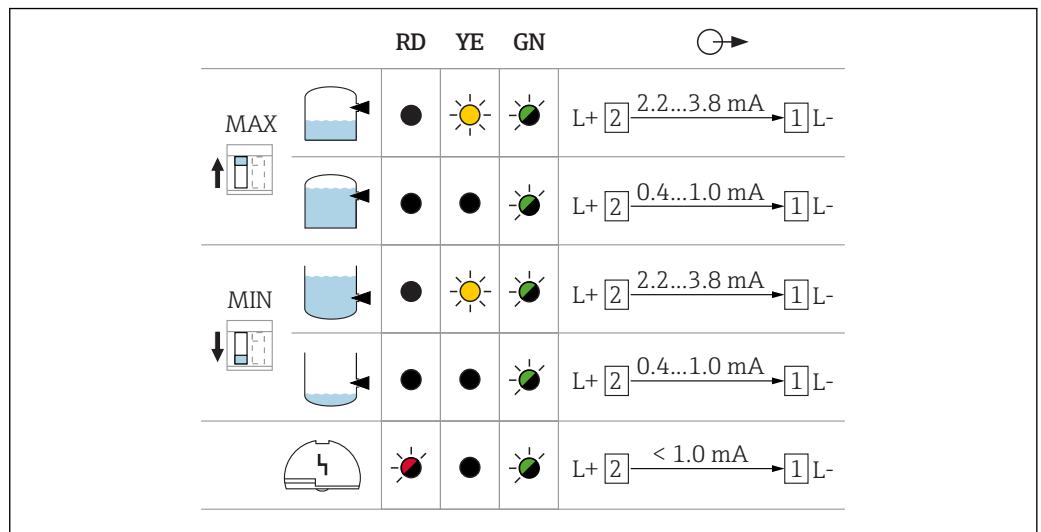 RD YE GN
MAX
L+ 2 2.2...3.8 mA 1 L-
L+ 2 0.4...1.0 mA 1 L-
MIN
L+ 2 2.2...3.8 mA 1 L-
L+ 2 0.4...1.0 mA 1 L-
L+ 2 < 1.0 mA 1 L-